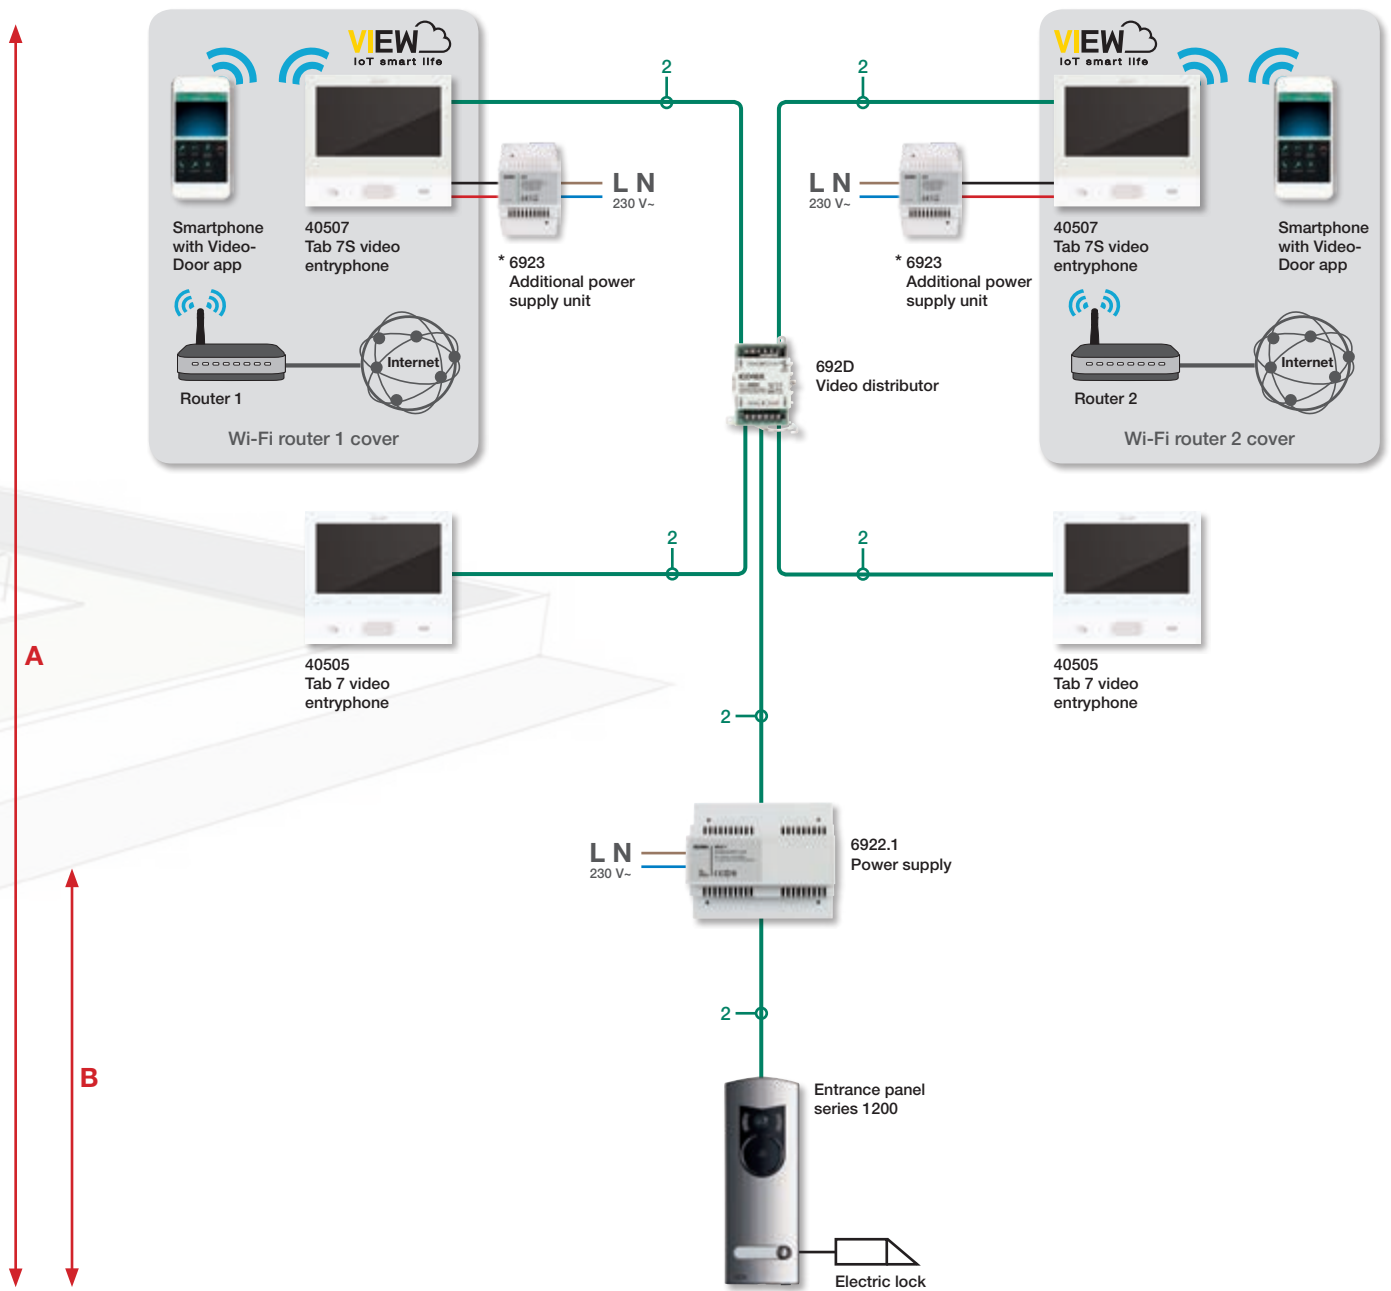 VIEW
IoT smart life
VIEW
IoT smart life
2
2
L N
230 V~
L N
230 V~
Smartphone
with Video-
Door app
40507
Tab 7S video
entryphone
* 6923
Additional power
supply unit
* 6923
Additional power
supply unit
40507
Tab 7S video
entryphone
Smartphone
with Video-
Door app
Internet
Router 1
Wi-Fi router 1 cover
692D
Video distributor
Internet
Router 2
Wi-Fi router 2 cover
2
2
A
40505
Tab 7 video
entryphone
40505
Tab 7 video
entryphone
2
L N
230 V~
6922.1
Power supply
2
B
Entrance panel
series 1200
Electric lock